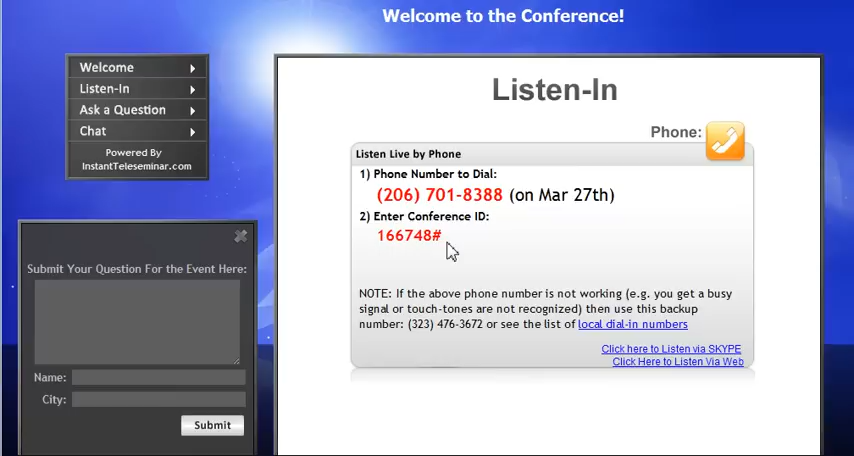 Welcome to the Conference!
Welcome
Listen-In
Ask a Question
Chat
Powered By
InstantTeleseminar.com
Listen-In
Phone:
Listen Live by Phone
1) Phone Number to Dial:
(206) 701-8388 (on Mar 27th)
2) Enter Conference ID:
166748#
NOTE: If the above phone number is not working (e.g. you get a busy
signal or touch-tones are not recognized) then use this backup
number: (323) 476-3672 or see the list of local dial-in numbers
Click here to Listen via SKYPE
Click Here to Listen Via Web
Submit Your Question For the Event Here:
Name:
City:
Submit